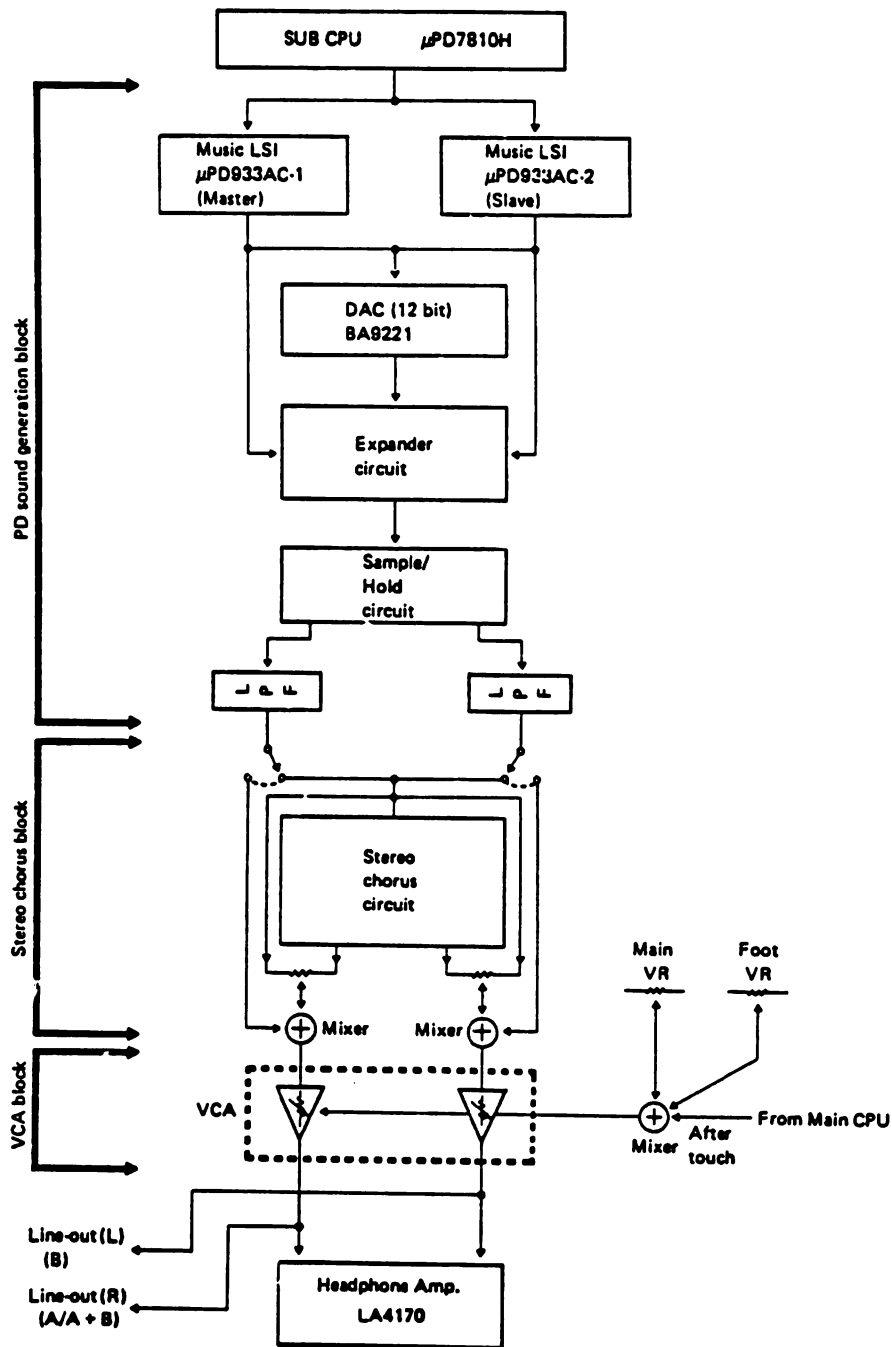 SUB CPU μPD7810H
Music LSI
μPD933AC-1
(Master)
Music LSI
μPD933AC-2
(Slave)
DAC (12 bit)
BA9221
Expander
circuit
PD sound generation block
Sample/
Hold
circuit
LPF
LPF
Stereo chorus block
Stereo
chorus
circuit
Main
VR
Foot
VR
Mixer
Mixer
VCA block
VCA
From Main CPU
Mixer
After
touch
Line-out (L)
(B)
Line-out (R)
(A/A + B)
Headphone Amp.
LA4170